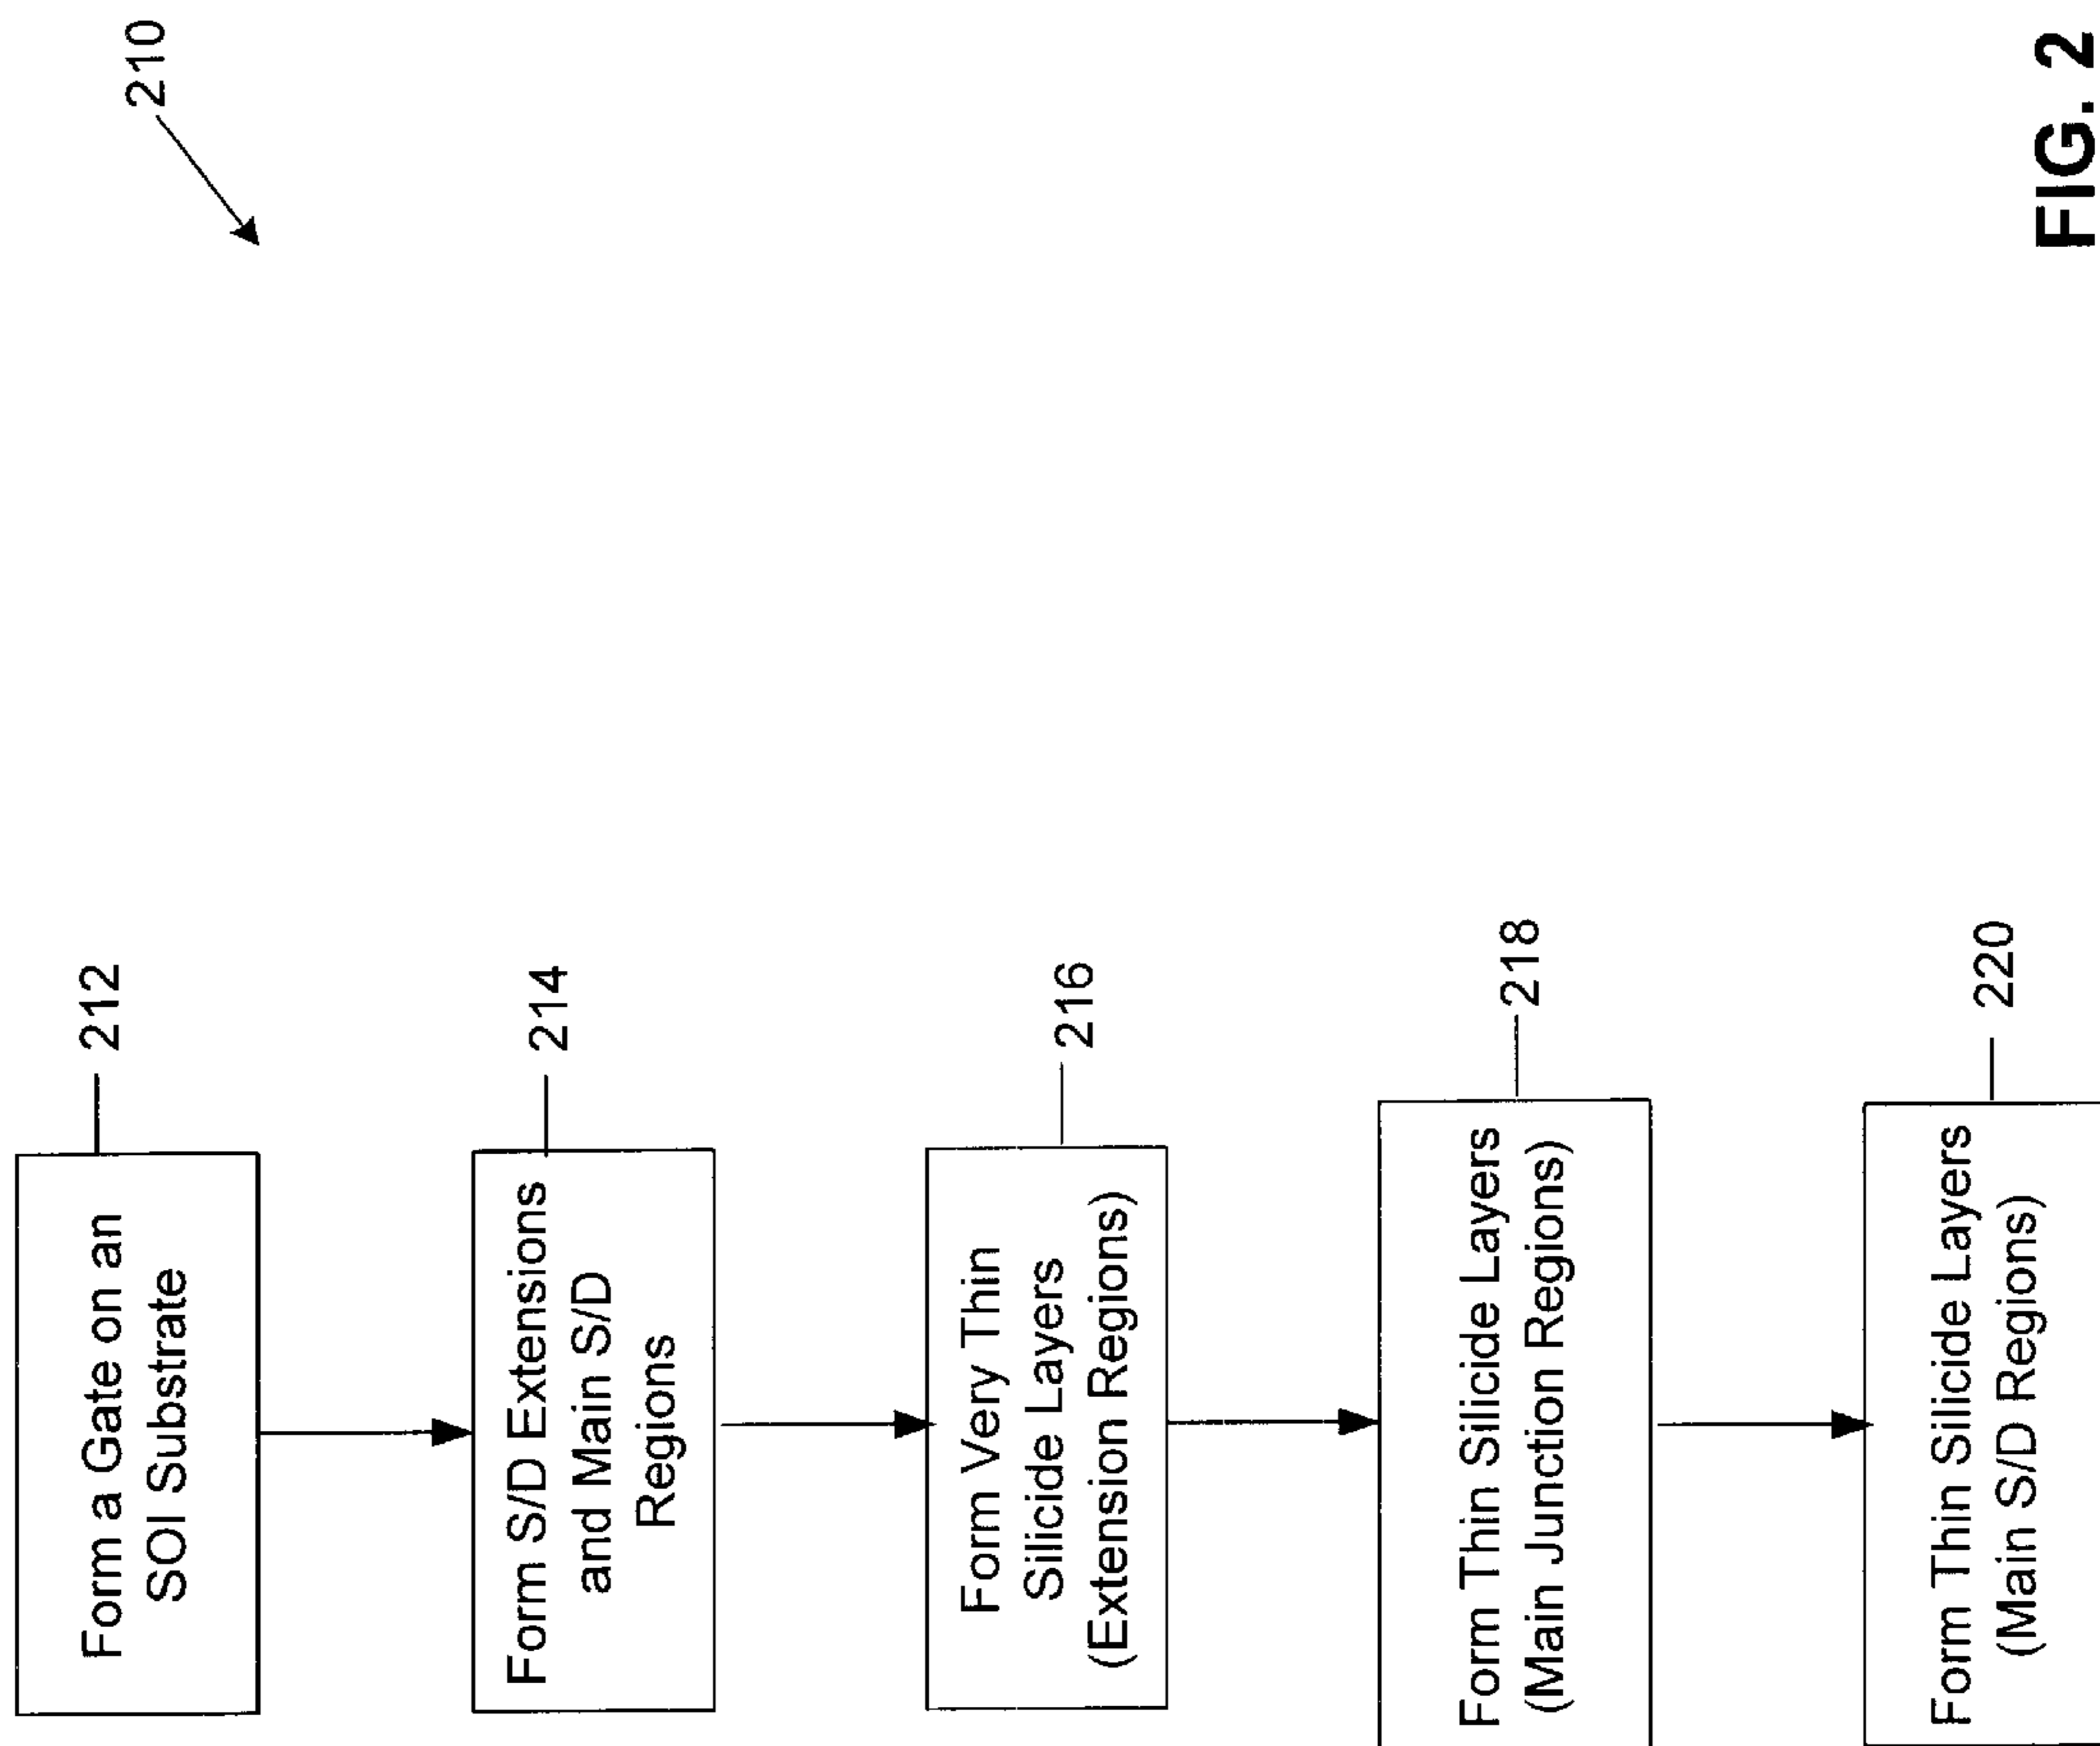 210
Form a Gate on an
SOI Substrate
212
Form S/D Extensions
and Main S/D
Regions
214
Form Very Thin
Silicide Layers
(Extension Regions)
216
Form Thin Silicide Layers
(Main Junction Regions)
218
Form Thin Silicide Layers
(Main S/D Regions)
220
FIG. 2